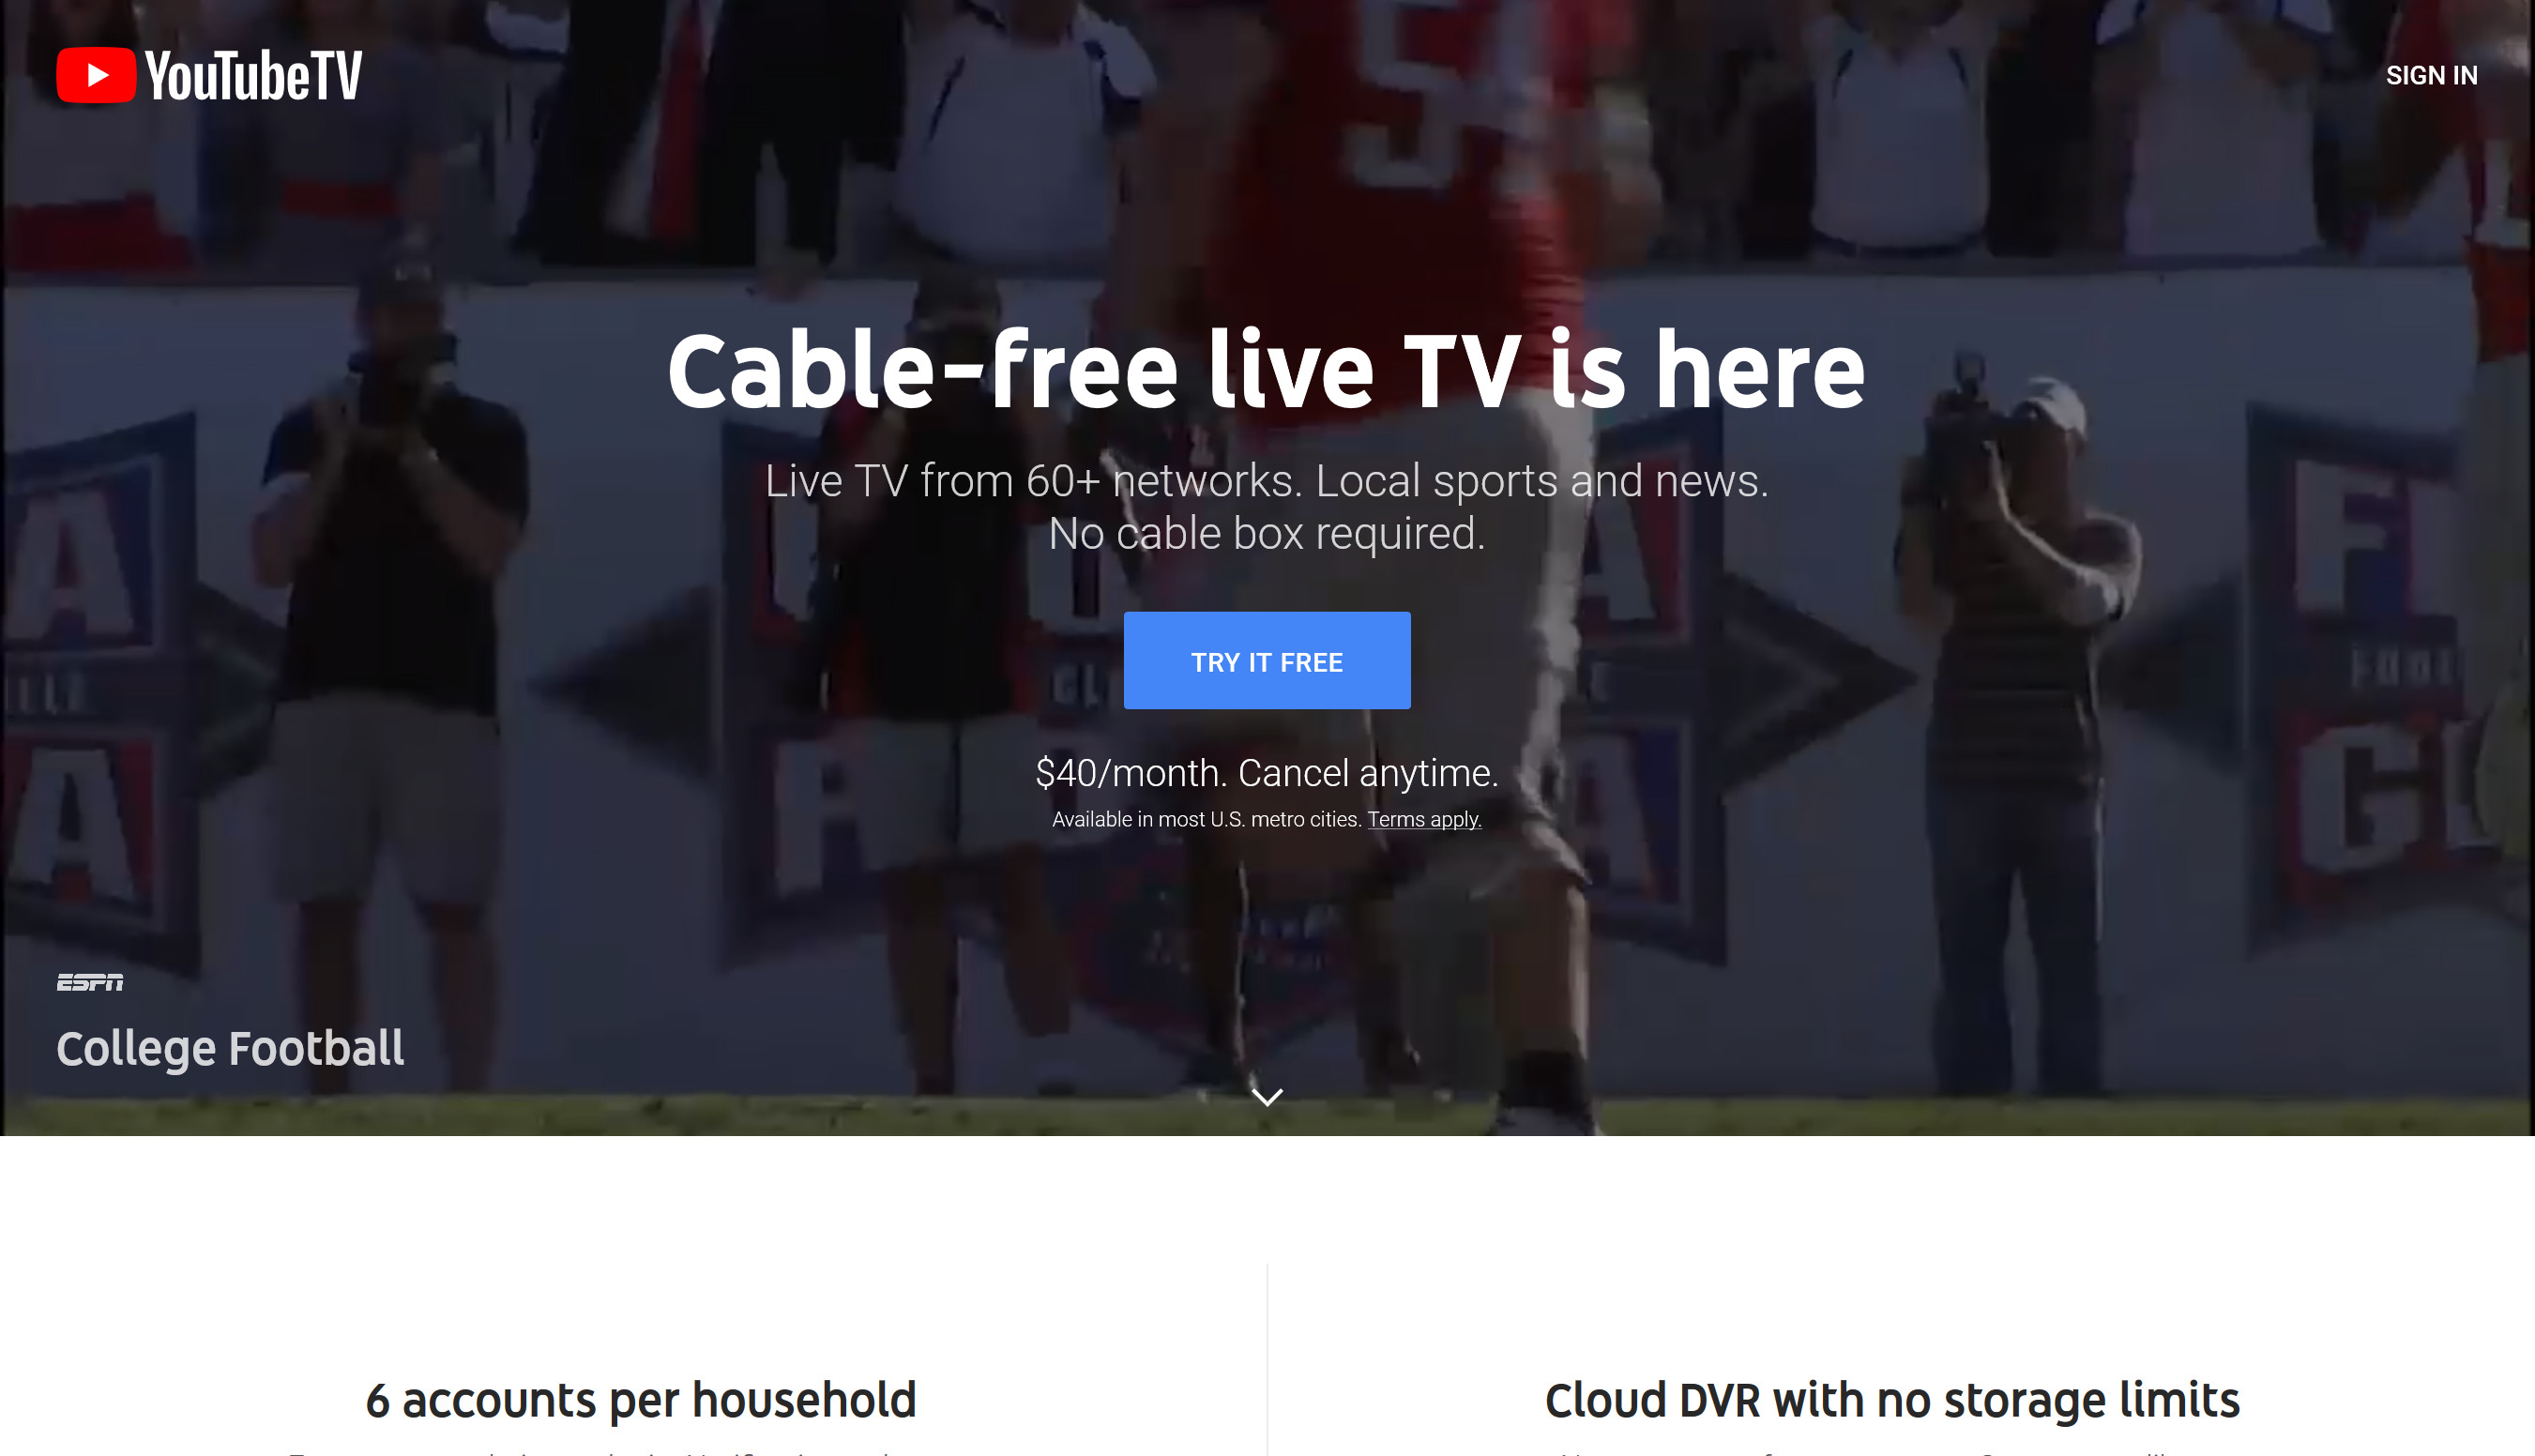 YouTubeTV
SIGN IN
Cable-free live TV is here
Live TV from 60+ networks. Local sports and news.
No cable box required.
TRY IT FREE
$40/month. Cancel anytime.
Available in most U.S. metro cities. Terms apply.
ESPN
College Football
6 accounts per household
Cloud DVR with no storage limits